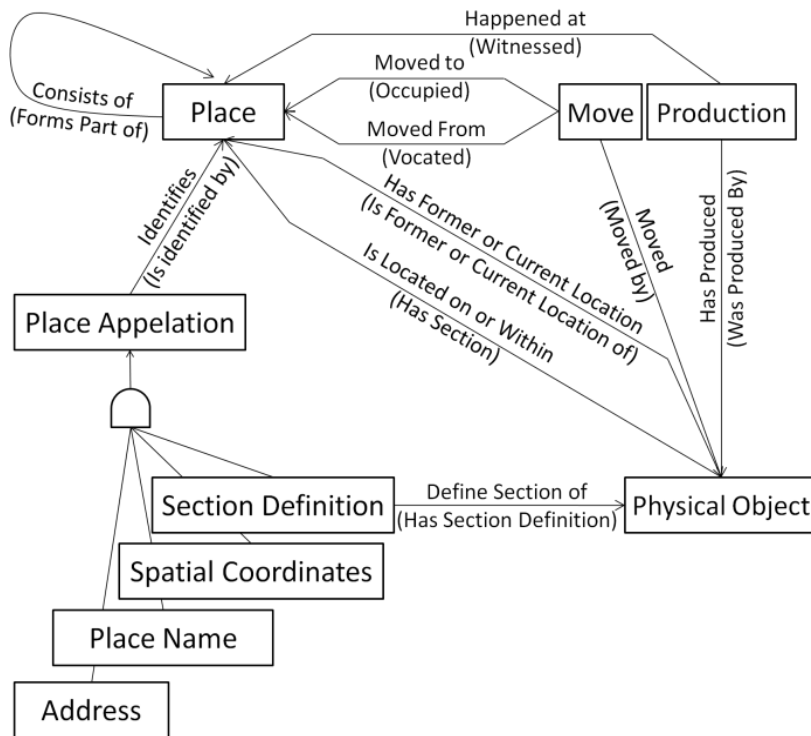 Happened at
(Witnessed)
Moved to
(Occupied)
Consists of
(Forms Part of)
Place
Move
Production
Moved From
(Vocated)
Identifies
(Is identified by)
Has Former or Current Location
(Is Former or Current Location of)
Is Located on or Within
(Has Section)
Moved
(Moved by)
Has Produced
(Was Produced By)
Place Appelation
Section Definition
Define Section of
(Has Section Definition)
Physical Object
Spatial Coordinates
Place Name
Address